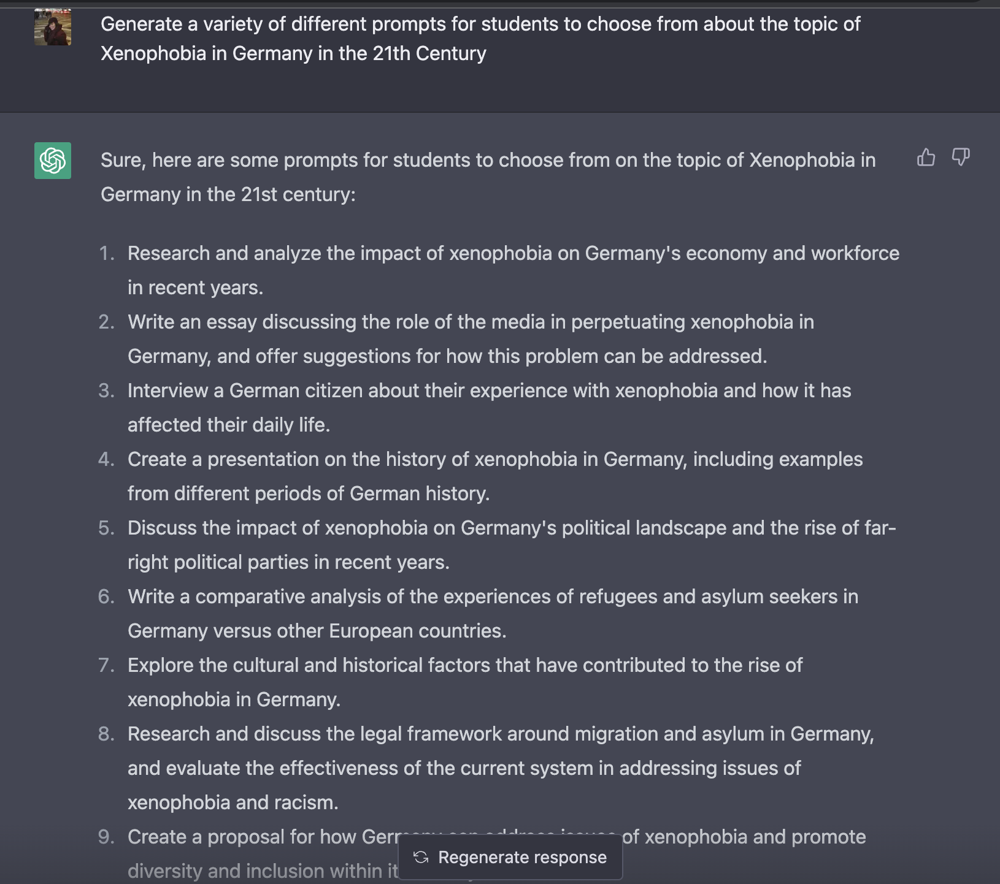 Generate a variety of different prompts for students to choose from about the topic of
Xenophobia in Germany in the 21th Century
Sure, here are some prompts for students to choose from on the topic of Xenophobia in
Germany in the 21st century:
1. Research and analyze the impact of xenophobia on Germany's economy and workforce
in recent years.
2. Write an essay discussing the role of the media in perpetuating xenophobia in
Germany, and offer suggestions for how this problem can be addressed.
3. Interview a German citizen about their experience with xenophobia and how it has
affected their daily life.
4. Create a presentation on the history of xenophobia in Germany, including examples
from different periods of German history.
5. Discuss the impact of xenophobia on Germany's political landscape and the rise of far-
right political parties in recent years.
6. Write a comparative analysis of the experiences of refugees and asylum seekers in
Germany versus other European countries.
7. Explore the cultural and historical factors that have contributed to the rise of
xenophobia in Germany.
8. Research and discuss the legal framework around migration and asylum in Germany,
and evaluate the effectiveness of the current system in addressing issues of
xenophobia and racism.
9. Create a proposal for how Germany can address issues of xenophobia and promote
diversity and inclusion within
Regenerate response